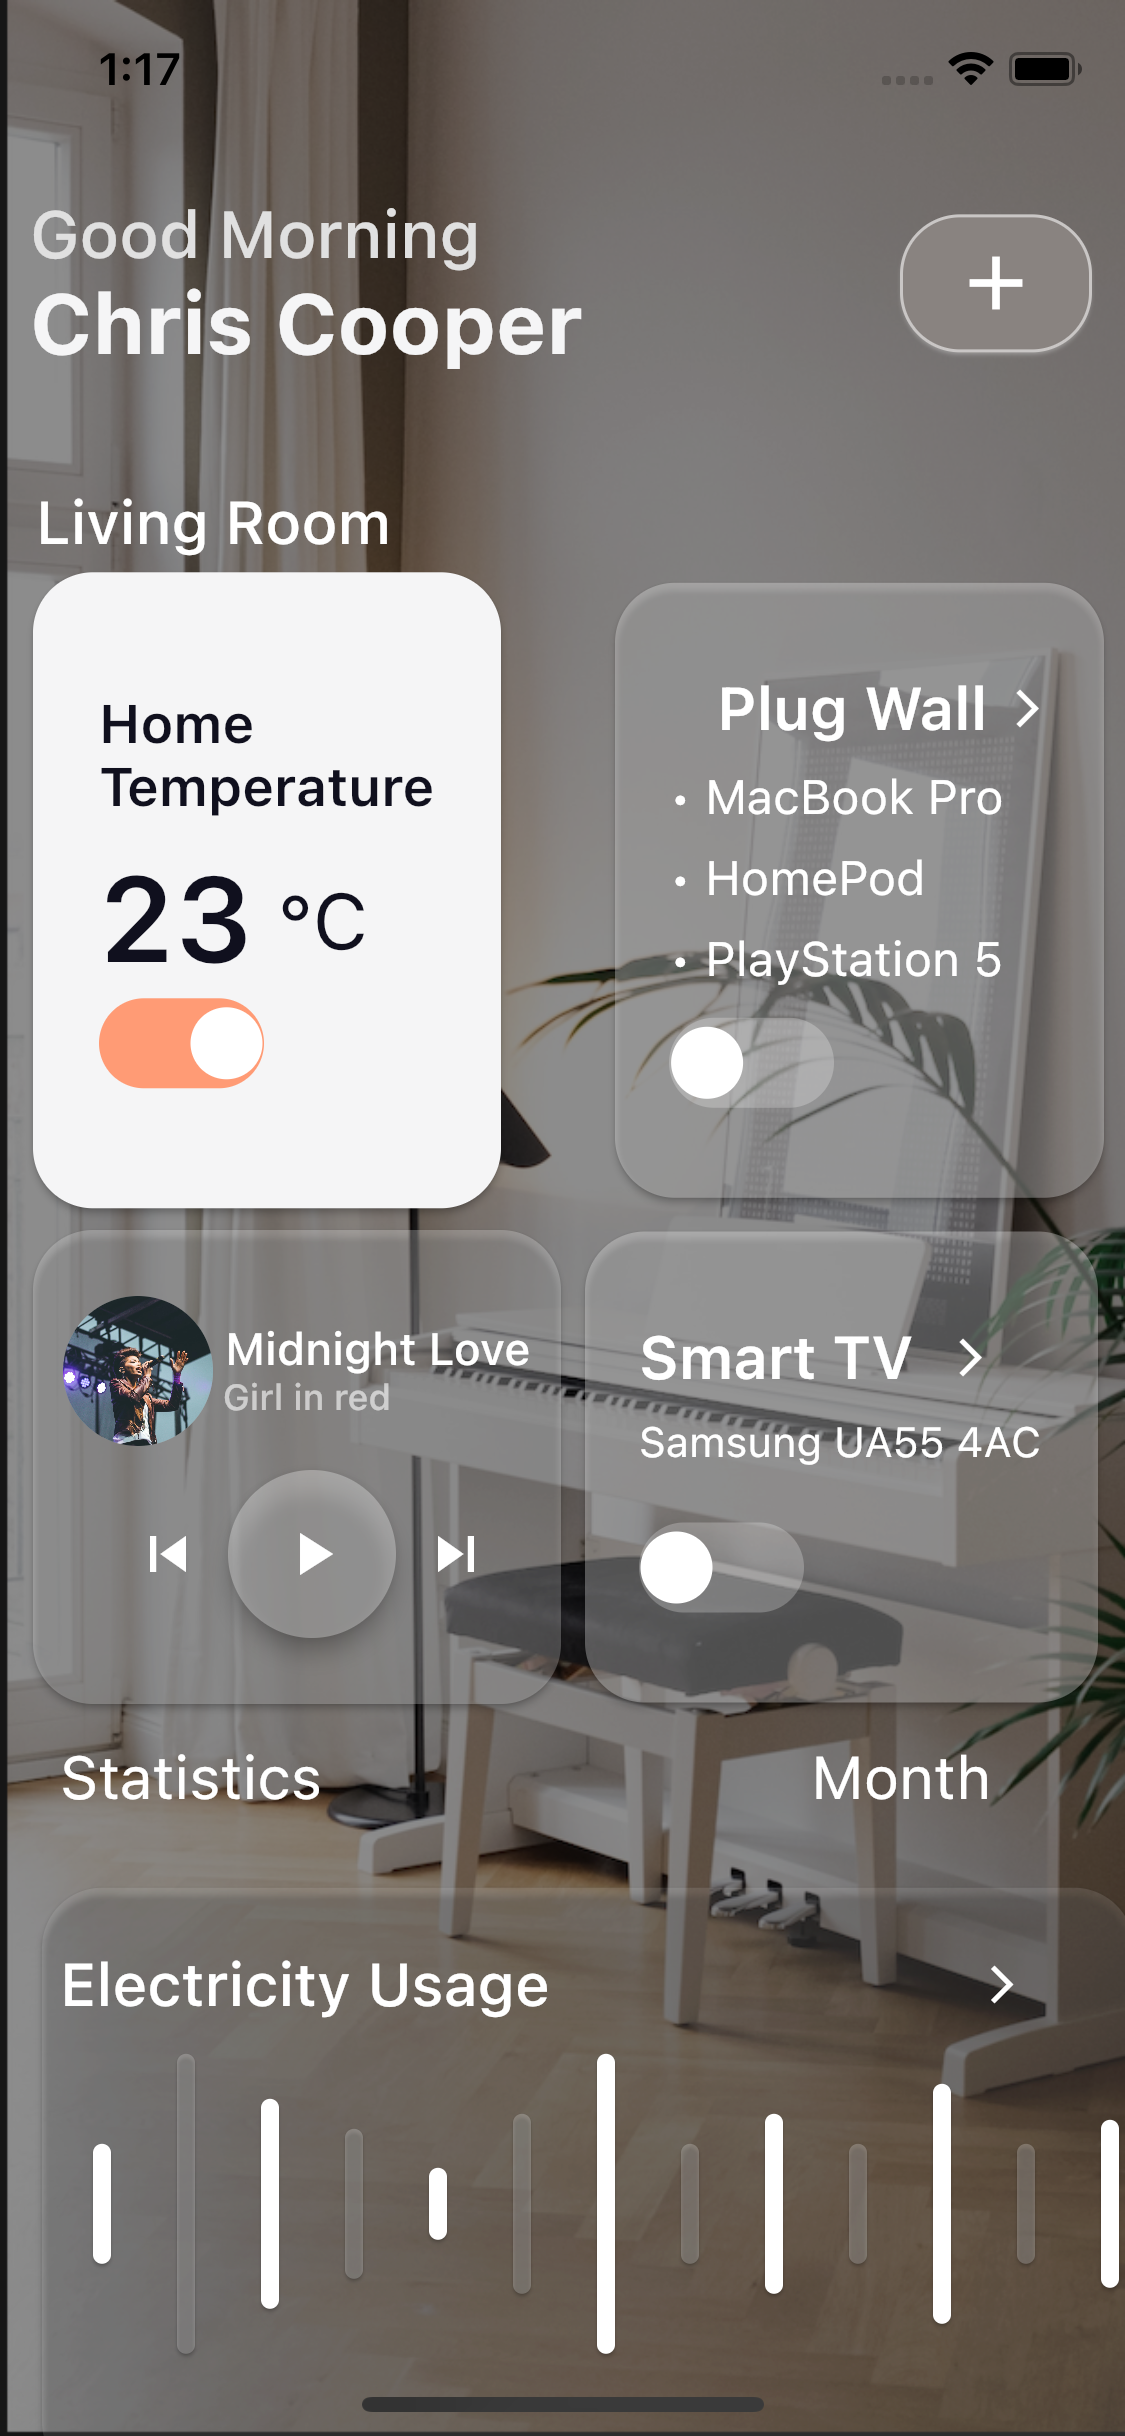 1:17
Good Morning
Chris Cooper
Living Room
Home
Temperature
23 °C
Plug Wall
• MacBook Pro
• HomePod
• PlayStation 5
Midnight Love
Girl in red
Smart TV
Samsung UA55 4AC
Statistics
Month
Electricity Usage